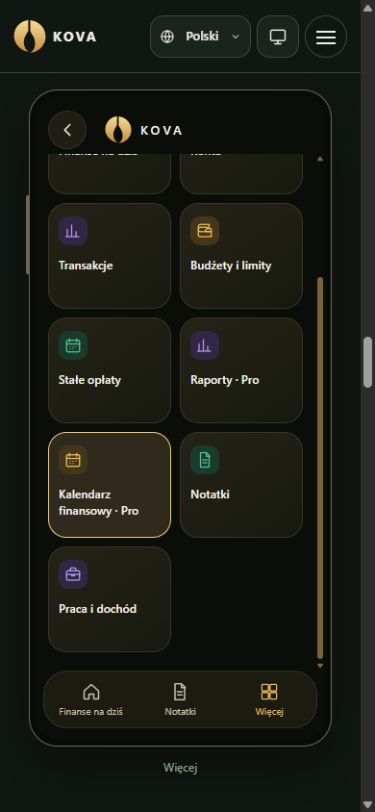 KOVA
Polski
KOVA
Transakcje
Budżety i limity
Stałe opłaty
Raporty · Pro
Kalendarz
finansowy · Pro
Notatki
Praca i dochód
Finanse na dziś
Notatki
Więcej
Więcej